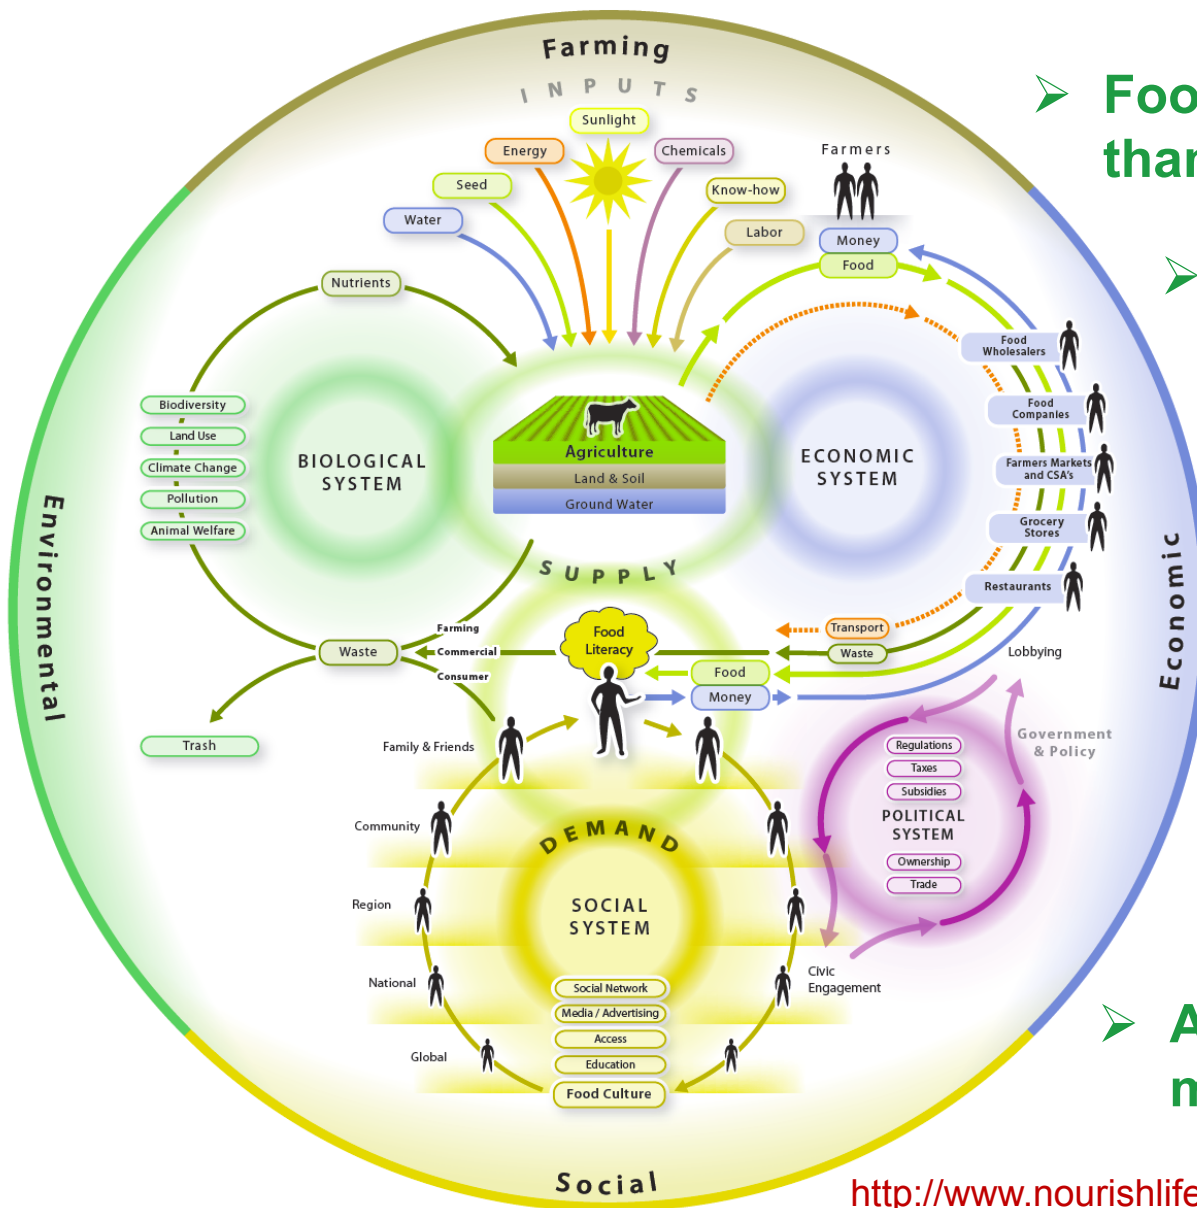 Farming
INPUTS
Sunlight
Energy
Chemicals
Seed
Know-how
Water
Labor
Farmers
Money
Food
Nutrients
Food
Wholesalers
Food
Companies
Farmers Markets
and CSA's
Grocery
Stores
Restaurants
Biodiversity
Land Use
Climate Change
Pollution
Animal Welfare
BIOLOGICAL
SYSTEM
Agriculture
Land & Soil
Ground Water
ECONOMIC
SYSTEM
SUPPLY
Environmental
Economic
Food
Literacy
Farming
Commercial
Consumer
Waste
Trash
Transport
Waste
Food
Money
Lobbying
Government
& Policy
Regulations
Taxes
Subsidies
POLITICAL
SYSTEM
Ownership
Trade
Civic
Engagement
Family & Friends
Community
Region
National
Global
DEMAND
SOCIAL
SYSTEM
Social Network
Media / Advertising
Access
Education
Food Culture
Social
➢ Foo
than
➢
➢ A
m
http://www.nourishlife